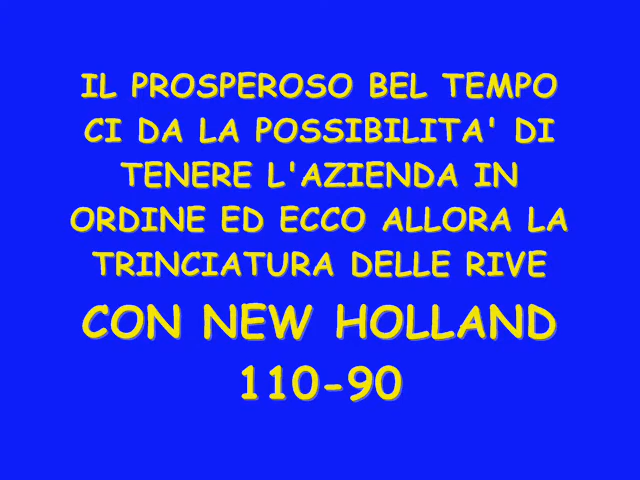 IL PROSPEROSO BEL TEMPO
CI DA LA POSSIBILITA' DI
TENERE L'AZIENDA IN
ORDINE ED ECCO ALLORA LA
TRINCIATURA DELLE RIVE
CON NEW HOLLAND
110-90